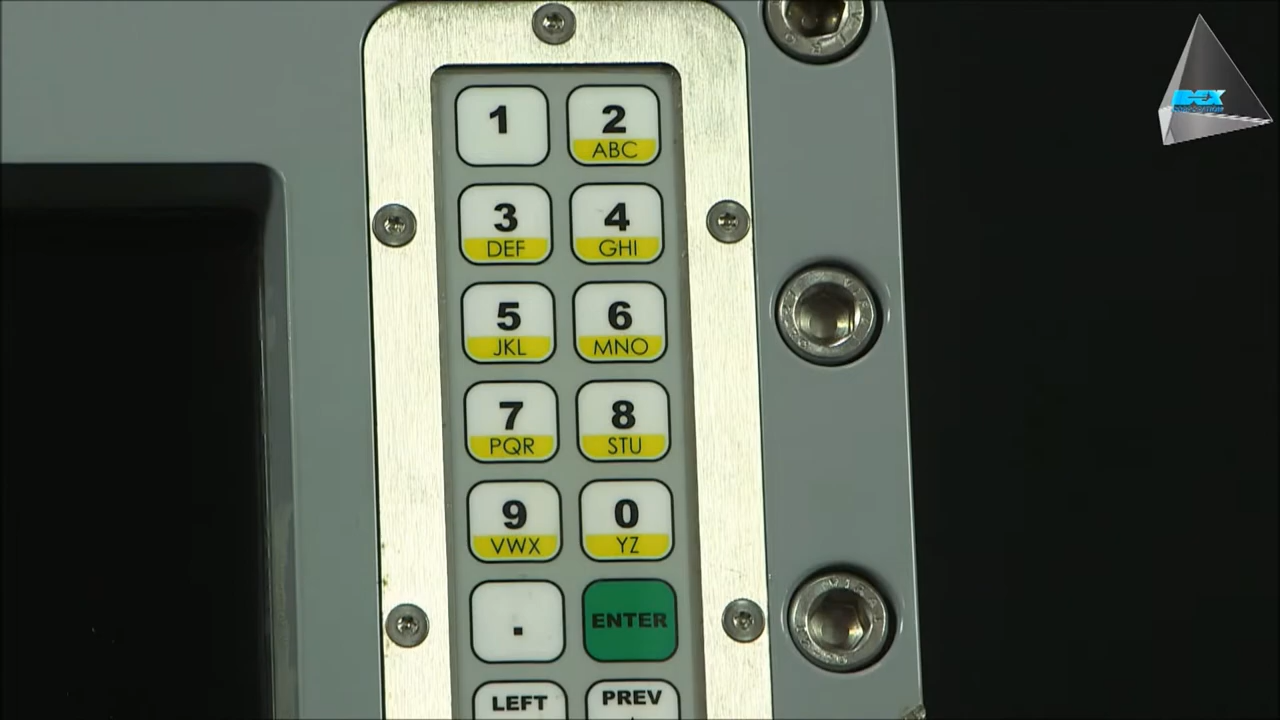 1
2
ABC
3
DEF
4
GHI
5
JKL
6
MNO
7
PQR
8
STU
9
VWX
0
YZ
.
ENTER
LEFT
PREV